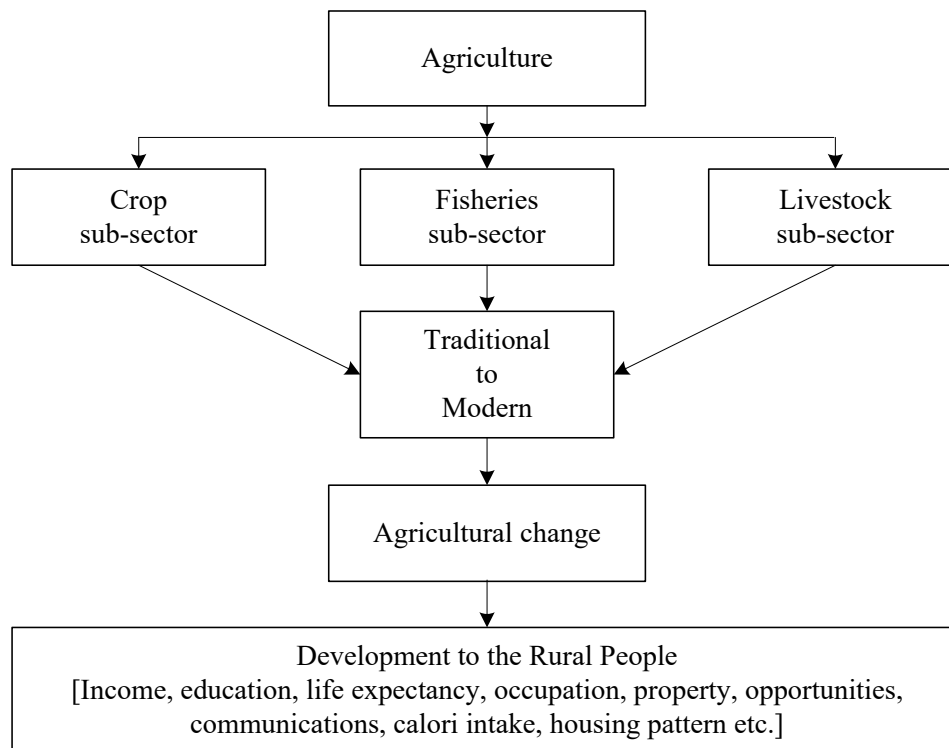 Agriculture
Crop
sub-sector
Fisheries
sub-sector
Livestock
sub-sector
Traditional
to
Modern
Agricultural change
Development to the Rural People
[Income, education, life expectancy, occupation, property, opportunities,
communications, calori intake, housing pattern etc.]